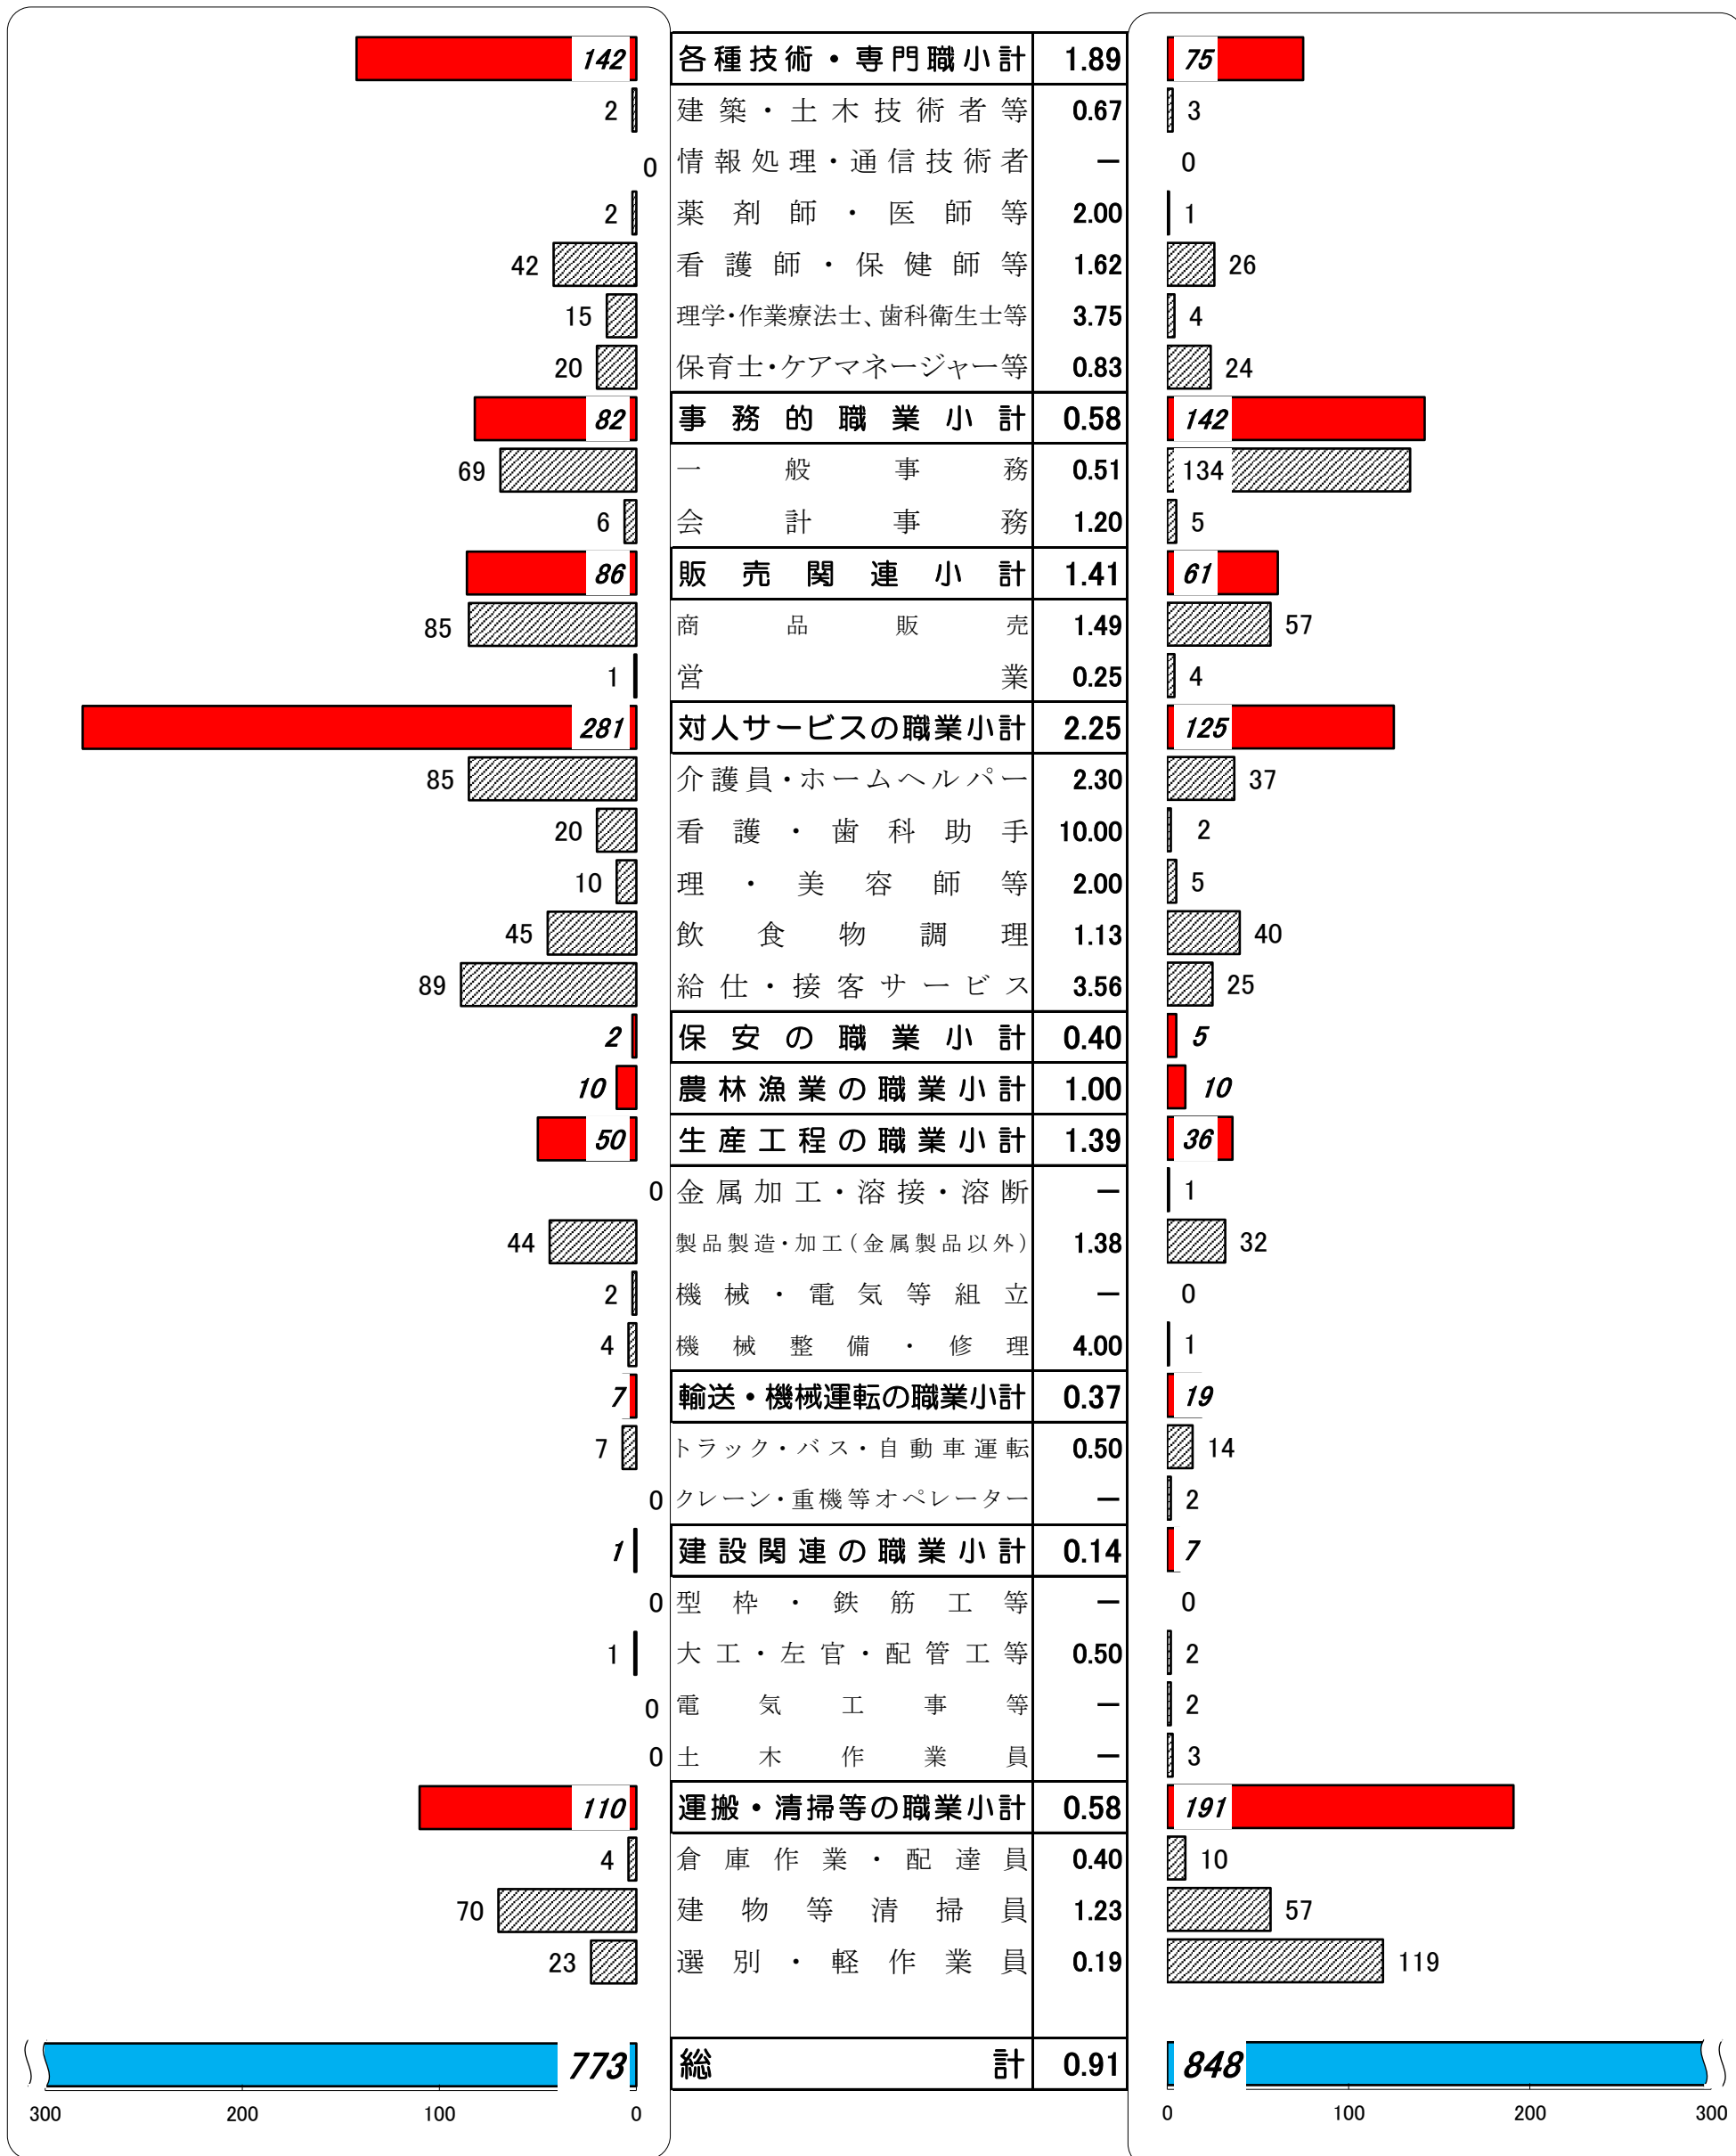 142 各種技術・専門職小計 1.89 75
2 建築・土木技術者等 0.67 3
0 情報処理・通信技術者 － 0
2 薬剤師・医師等 2.00 1
42 看護師・保健師等 1.62 26
15 理学・作業療法士、歯科衛生士等 3.75 4
20 保育士・ケアマネージャー等 0.83 24
82 事務的職業小計 0.58 142
69 一般事務 0.51 134
6 会計事務 1.20 5
86 販売関連小計 1.41 61
85 商品販売 1.49 57
1 営業 0.25 4
281 対人サービスの職業小計 2.25 125
85 介護員・ホームヘルパー 2.30 37
20 看護・歯科助手 10.00 2
10 理・美容師等 2.00 5
45 飲食物調理 1.13 40
89 給仕・接客サービス 3.56 25
2 保安の職業小計 0.40 5
10 農林漁業の職業小計 1.00 10
50 生産工程の職業小計 1.39 36
0 金属加工・溶接・溶断 － 1
44 製品製造・加工(金属製品以外) 1.38 32
2 機械・電気等組立 － 0
4 機械整備・修理 4.00 1
7 輸送・機械運転の職業小計 0.37 19
7 トラック・バス・自動車運転 0.50 14
0 クレーン・重機等オペレーター － 2
1 建設関連の職業小計 0.14 7
0 型枠・鉄筋工等 － 0
1 大工・左官・配管工等 0.50 2
0 電気工事等 － 2
0 土木作業員 － 3
110 運搬・清掃等の職業小計 0.58 191
4 倉庫作業・配達員 0.40 10
70 建物等清掃員 1.23 57
23 選別・軽作業員 0.19 119
773 総計 0.91 848
300 200 100 0 0 100 200 300